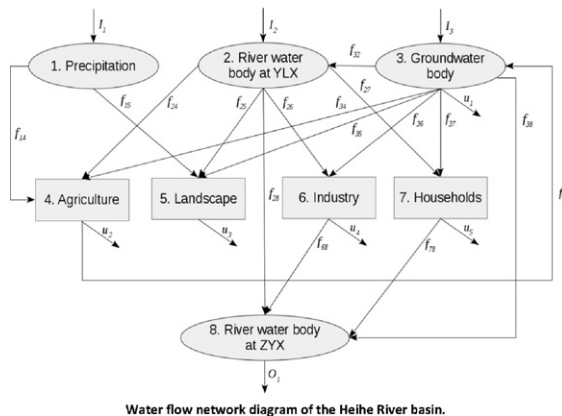 I1
I2
I3
1. Precipitation
2. River water
body at YLX
f32
3. Groundwater
body
f14
f15
f24
f25
f26
f27
f34
f35
f36
f37
u1
f38
f
4. Agriculture
5. Landscape
6. Industry
7. Households
f28
u2
u3
u4
u5
f68
f78
8. River water body
at ZYX
O1
Water flow network diagram of the Heihe River basin.